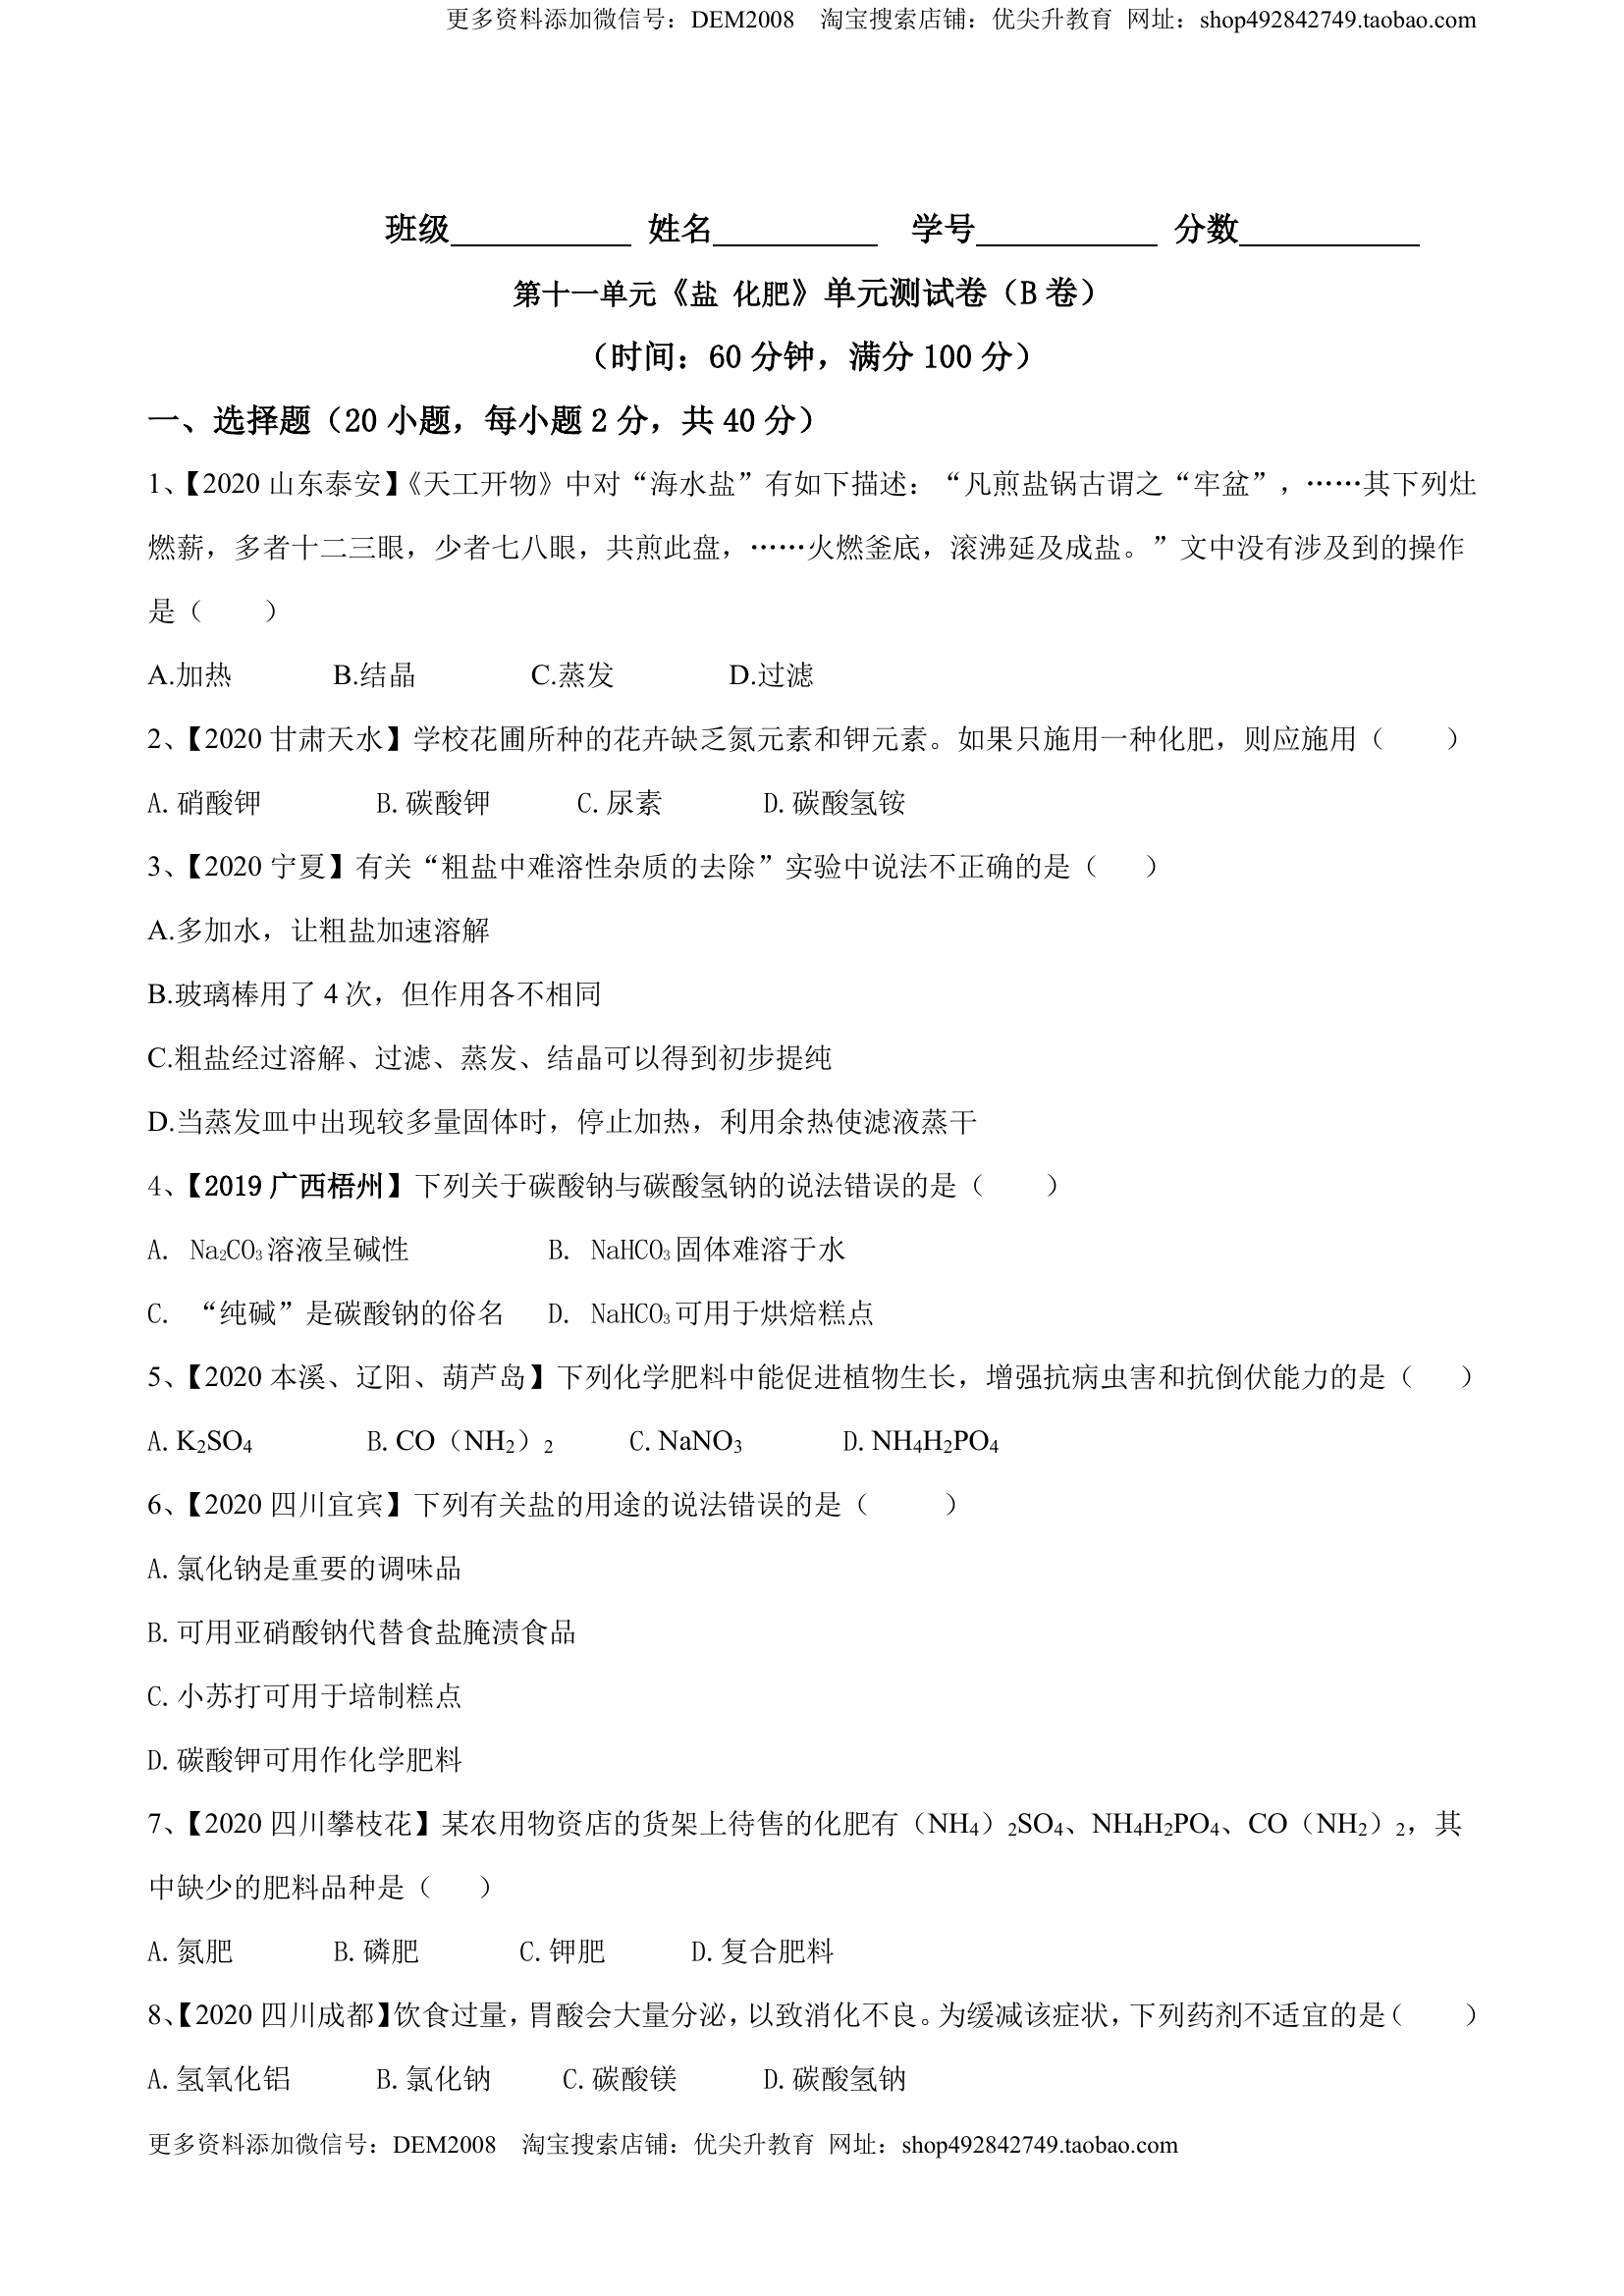 更多资料添加微信号：DEM2008 淘宝搜索店铺：优尖升教育 网址：shop492842749.taobao.com
班级__________ 姓名__________ 学号__________ 分数__________
第十一单元《盐 化肥》单元测试卷（B 卷）
（时间：60 分钟，满分 100 分）
一、选择题（20 小题，每小题 2 分，共 40 分）
1、【2020 山东泰安】《天工开物》中对“海水盐”有如下描述：“凡煎盐锅古谓之“牢盆”，……其下列灶
燃薪，多者十二三眼，少者七八眼，共煎此盘，……火燃釜底，滚沸延及成盐。”文中没有涉及到的操作
是（ ）
A.加热 B.结晶 C.蒸发 D.过滤
2、【2020 甘肃天水】学校花圃所种的花卉缺乏氮元素和钾元素。如果只施用一种化肥，则应施用（ ）
A.硝酸钾 B.碳酸钾 C.尿素 D.碳酸氢铵
3、【2020 宁夏】有关“粗盐中难溶性杂质的去除”实验中说法不正确的是（ ）
A.多加水，让粗盐加速溶解
B.玻璃棒用了 4 次，但作用各不相同
C.粗盐经过溶解、过滤、蒸发、结晶可以得到初步提纯
D.当蒸发皿中出现较多量固体时，停止加热，利用余热使滤液蒸干
4、【2019 广西梧州】下列关于碳酸钠与碳酸氢钠的说法错误的是（ ）
A. Na₂CO₃溶液呈碱性 B. NaHCO₃固体难溶于水
C. “纯碱”是碳酸钠的俗名 D. NaHCO₃可用于烘焙糕点
5、【2020 本溪、辽阳、葫芦岛】下列化学肥料中能促进植物生长，增强抗病虫害和抗倒伏能力的是（ ）
A.K₂SO₄ B.CO（NH₂）₂ C.NaNO₃ D.NH₄H₂PO₄
6、【2020 四川宜宾】下列有关盐的用途的说法错误的是（ ）
A.氯化钠是重要的调味品
B.可用亚硝酸钠代替食盐腌渍食品
C.小苏打可用于培制糕点
D.碳酸钾可用作化学肥料
7、【2020 四川攀枝花】某农用物资店的货架上待售的化肥有（NH₄）₂SO₄、NH₄H₂PO₄、CO（NH₂）₂，其
中缺少的肥料品种是（ ）
A.氮肥 B.磷肥 C.钾肥 D.复合肥料
8、【2020 四川成都】饮食过量，胃酸会大量分泌，以致消化不良。为缓减该症状，下列药剂不适宜的是（ ）
A.氢氧化铝 B.氯化钠 C.碳酸镁 D.碳酸氢钠
更多资料添加微信号：DEM2008 淘宝搜索店铺：优尖升教育 网址：shop492842749.taobao.com